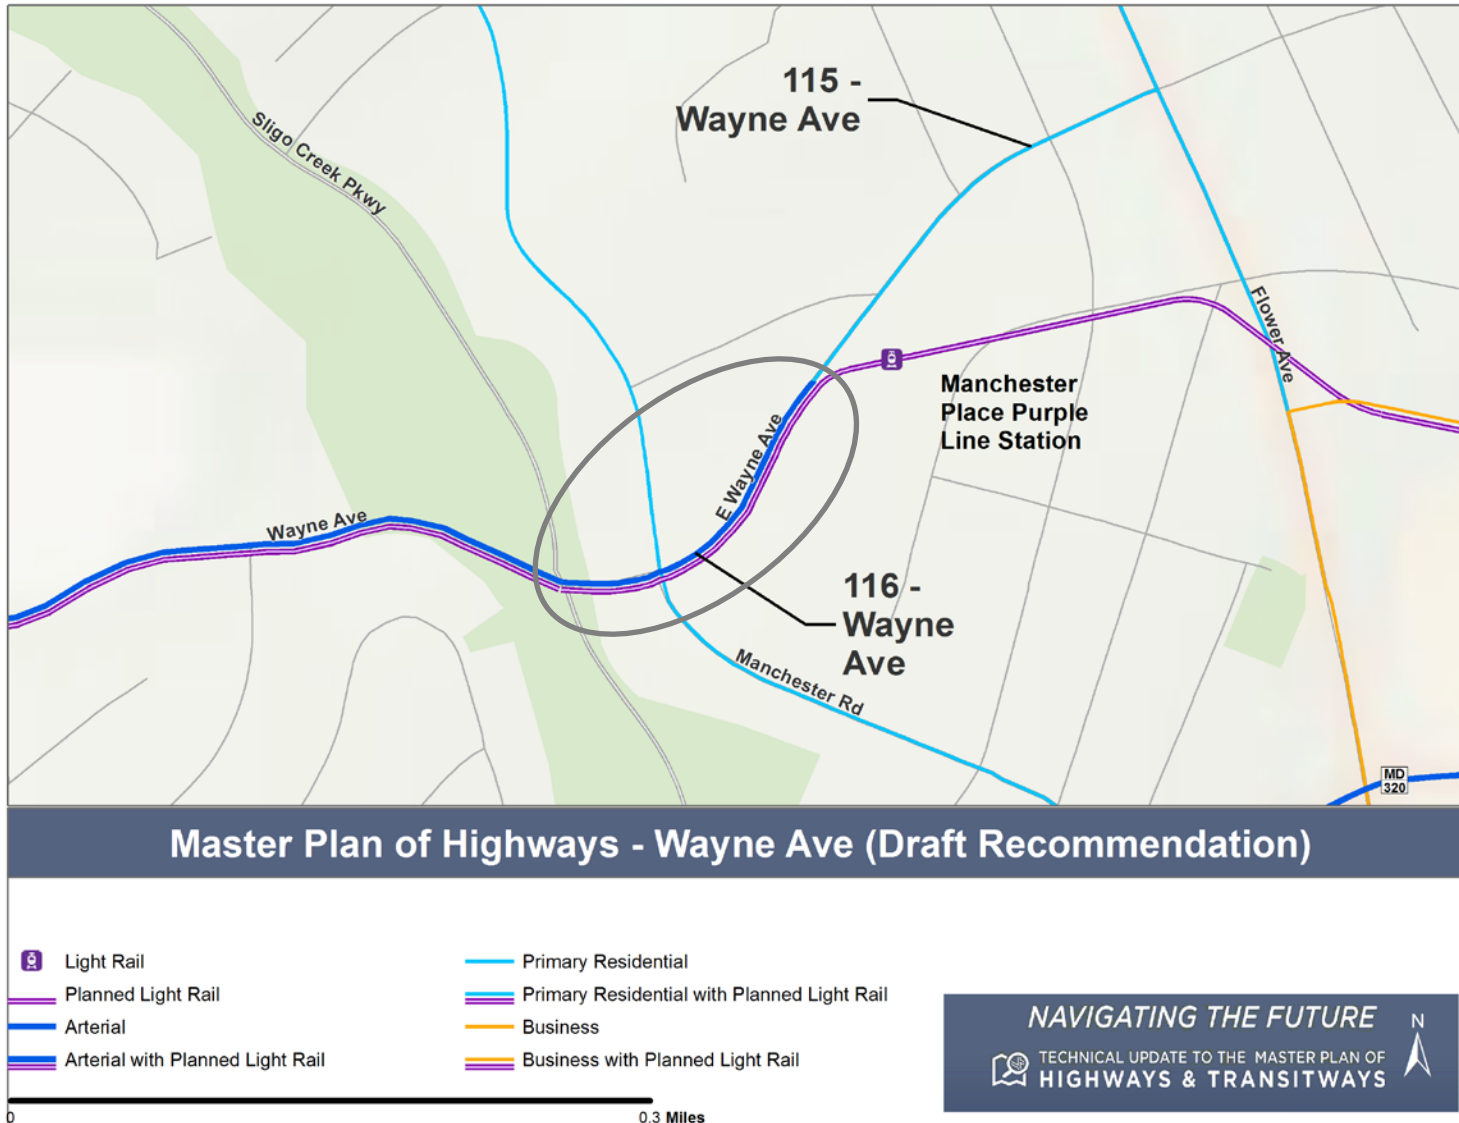 115 -
Wayne Ave
Sligo Creek Pkwy
Flower Ave
Manchester
Place Purple
Line Station
E Wayne Ave
Wayne Ave
116 -
Wayne
Ave
Manchester Rd
MD
320
Master Plan of Highways - Wayne Ave (Draft Recommendation)
Light Rail
Planned Light Rail
Arterial
Arterial with Planned Light Rail
Primary Residential
Primary Residential with Planned Light Rail
Business
Business with Planned Light Rail
0
0.3 Miles
NAVIGATING THE FUTURE
TECHNICAL UPDATE TO THE MASTER PLAN OF
HIGHWAYS & TRANSITWAYS
N